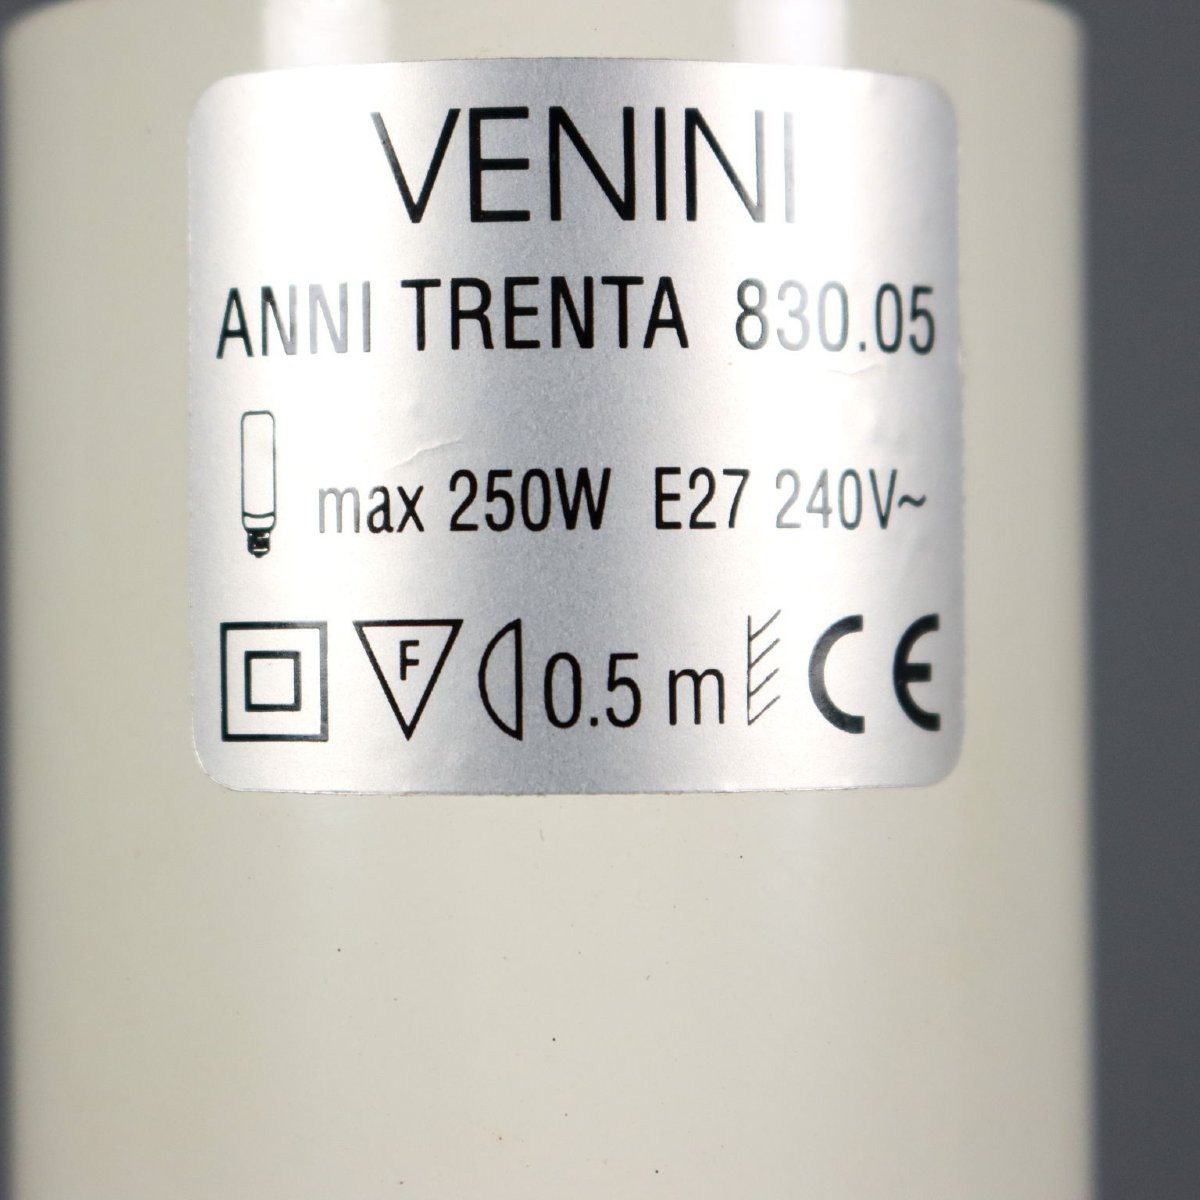 VENINI
ANNI TRENTA 830.05
max 250W E27 240V~
F 0.5 m CE